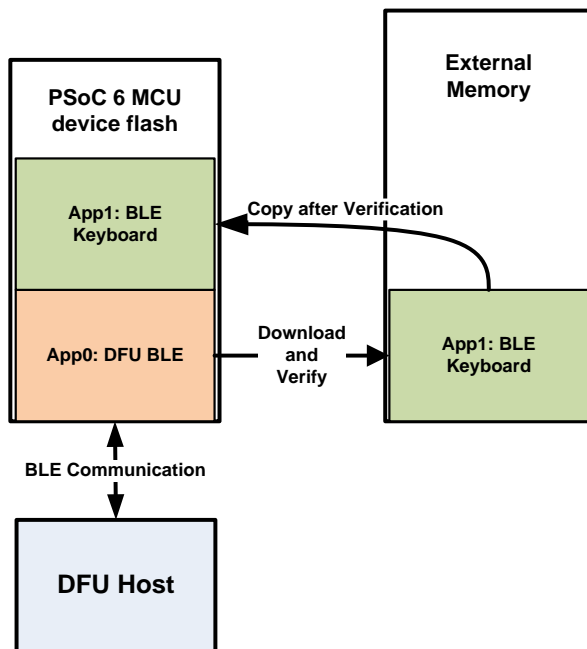 PSoC 6 MCU
device flash
External
Memory
App1: BLE
Keyboard
Copy after Verification
App0: DFU BLE
Download
and
Verify
App1: BLE
Keyboard
BLE Communication
DFU Host